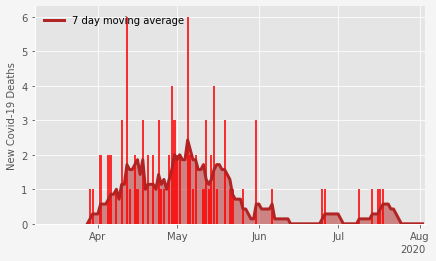 7 day moving average
New Covid-19 Deaths
6
5
4
3
2
1
0
Apr
May
Jun
Jul
Aug
2020